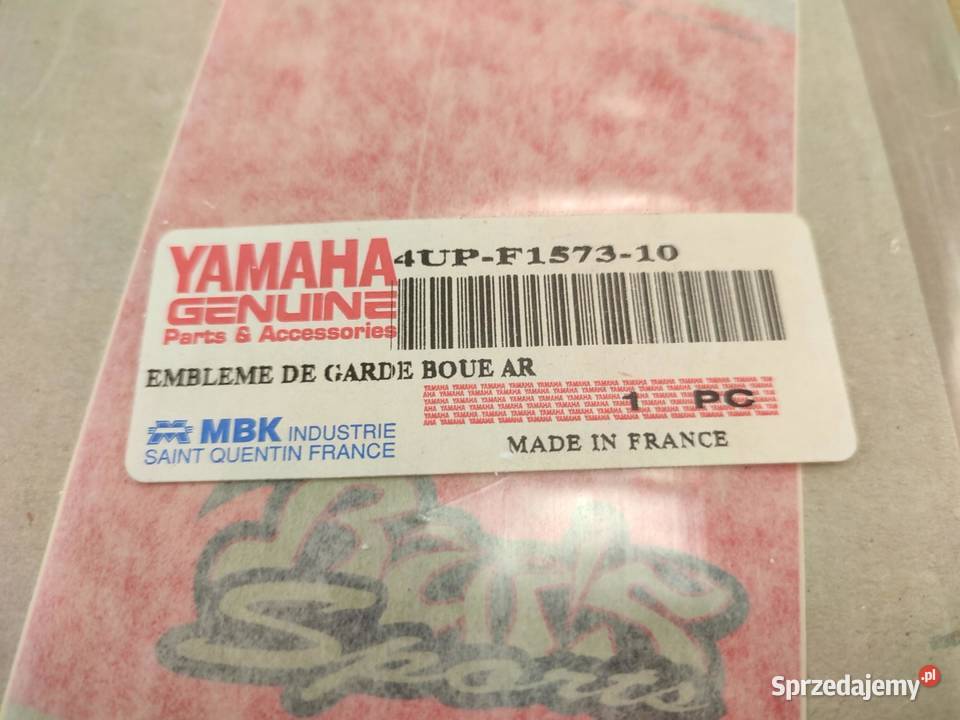 YAMAHA
GENUINE
Parts & Accessories
4UP-F1573-10
EMBLEME DE GARDE BOUE AR
1 PC
MBK INDUSTRIE
SAINT QUENTIN FRANCE
MADE IN FRANCE
Sports
Sprzedajemy.pl